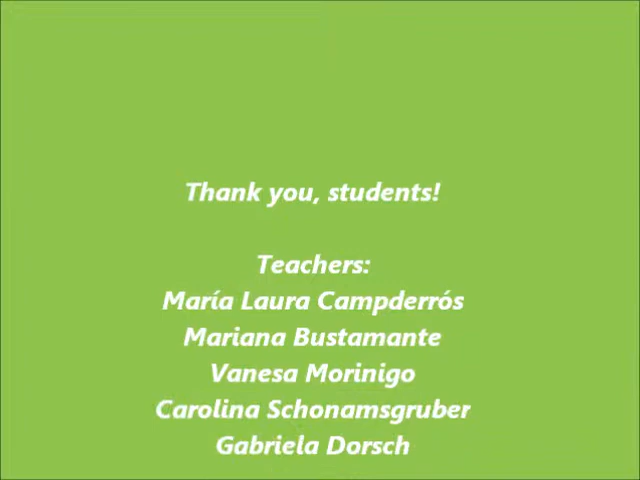 Thank you, students!
Teachers:
María Laura Campderrós
Mariana Bustamante
Vanesa Morinigo
Carolina Schonamsgruber
Gabriela Dorsch